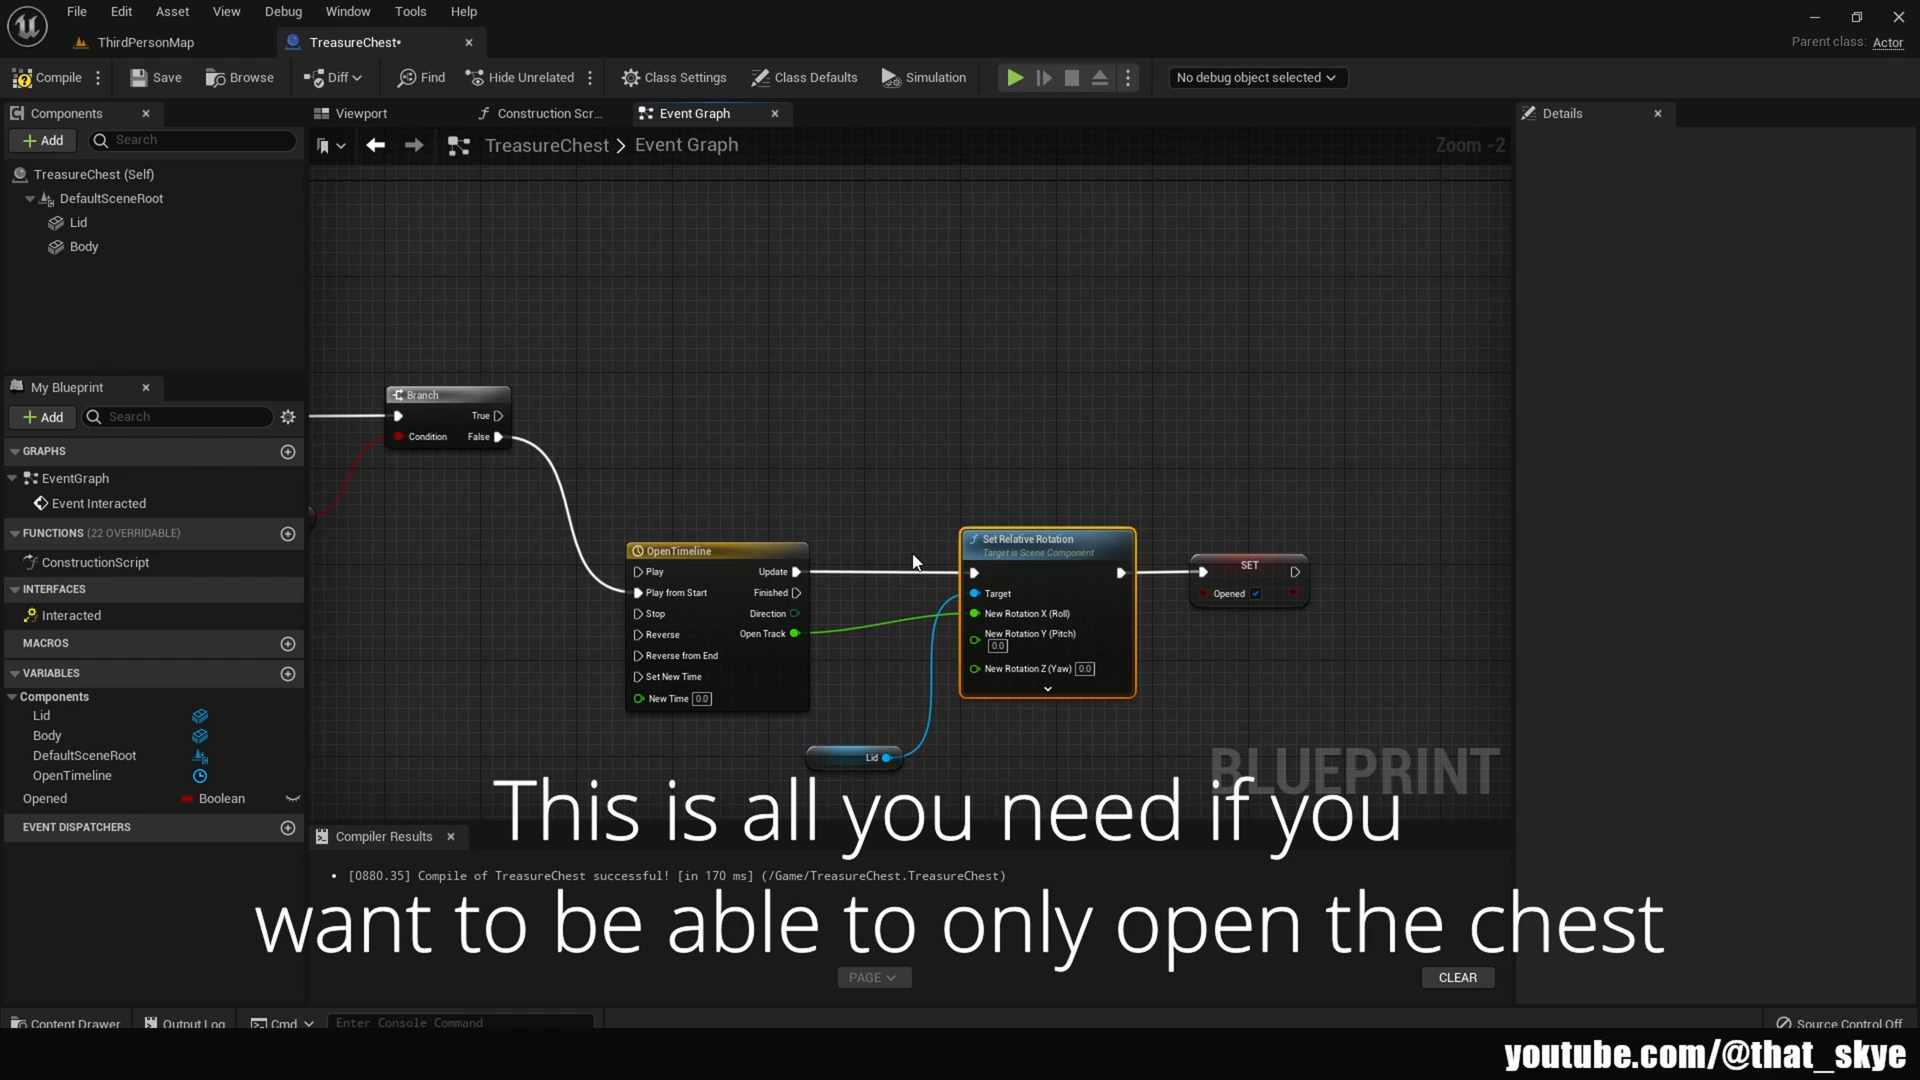 File Edit View Asset Debug Window Tools Help
ThirdPersonMap
TreasureChest*
Parent class: Actor
Compile
Save
Browse
Diff
Find
Hide Unrelated
Class Settings
Class Defaults
Simulation
No debug object selected
Components
Add
Search
TreasureChest (Self)
DefaultSceneRoot
Lid
Body
My Blueprint
Add
Search
GRAPHS
EventGraph
Event Interacted
FUNCTIONS (22 OVERRIDABLE)
ConstructionScript
INTERFACES
Interacted
MACROS
VARIABLES
Components
Lid
Body
DefaultSceneRoot
OpenTimeline
Opened Boolean
EVENT DISPATCHERS
Viewport
Construction Scr...
Event Graph
TreasureChest > Event Graph
Zoom -2
Branch
True
Condition False
OpenTimeline
Play Update
Play from Start Finished
Stop Direction
Reverse Open Track
Reverse from End
Set New Time
New Time 0.0
Lid
Set Relative Rotation
Target is Scene Component
Target
New Rotation X (Roll)
New Rotation Y (Pitch)
0.0
New Rotation Z (Yaw) 0.0
SET
Opened
BLUEPRINT
Details
Compiler Results
[0880.35] Compile of TreasureChest successful! [in 170 ms] (/Game/TreasureChest.TreasureChest)
This is all you need if you
want to be able to only open the chest
PAGE
CLEAR
Content Drawer
Output Log
Cmd
Enter Console Command
Source Control Off
youtube.com/@that_skye